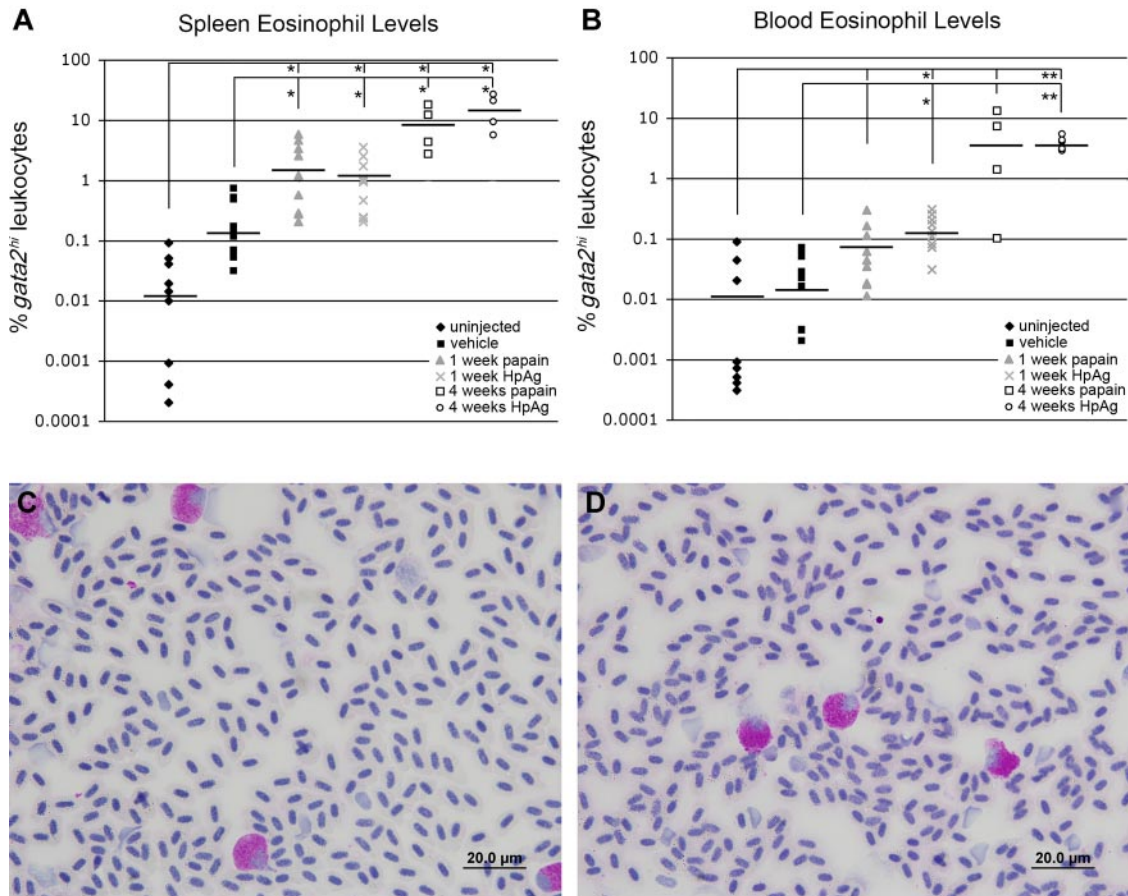 A
Spleen Eosinophil Levels
% gata2hi leukocytes
100
10
1
0.1
0.01
0.001
0.0001
* * * *
* * * *
uninjected
vehicle
1 week papain
1 week HpAg
4 weeks papain
4 weeks HpAg
B
Blood Eosinophil Levels
% gata2hi leukocytes
100
10
1
0.1
0.01
0.001
0.0001
* **
* **
uninjected
vehicle
1 week papain
1 week HpAg
4 weeks papain
4 weeks HpAg
C
20.0 µm
D
20.0 µm